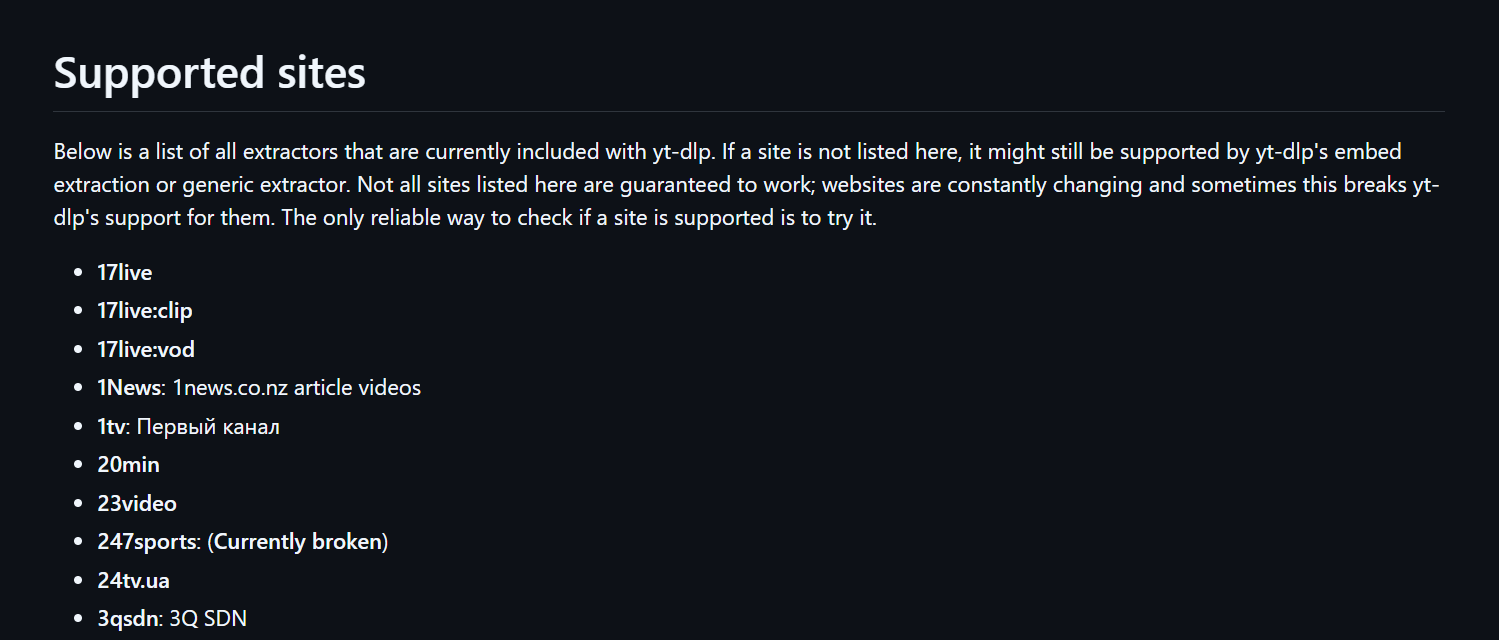 Supported sites
Below is a list of all extractors that are currently included with yt-dlp. If a site is not listed here, it might still be supported by yt-dlp's embed
extraction or generic extractor. Not all sites listed here are guaranteed to work; websites are constantly changing and sometimes this breaks yt-
dlp's support for them. The only reliable way to check if a site is supported is to try it.
• 17live
• 17live:clip
• 17live:vod
• 1News: 1news.co.nz article videos
• 1tv: Первый канал
• 20min
• 23video
• 247sports: (Currently broken)
• 24tv.ua
• 3qsdn: 3Q SDN